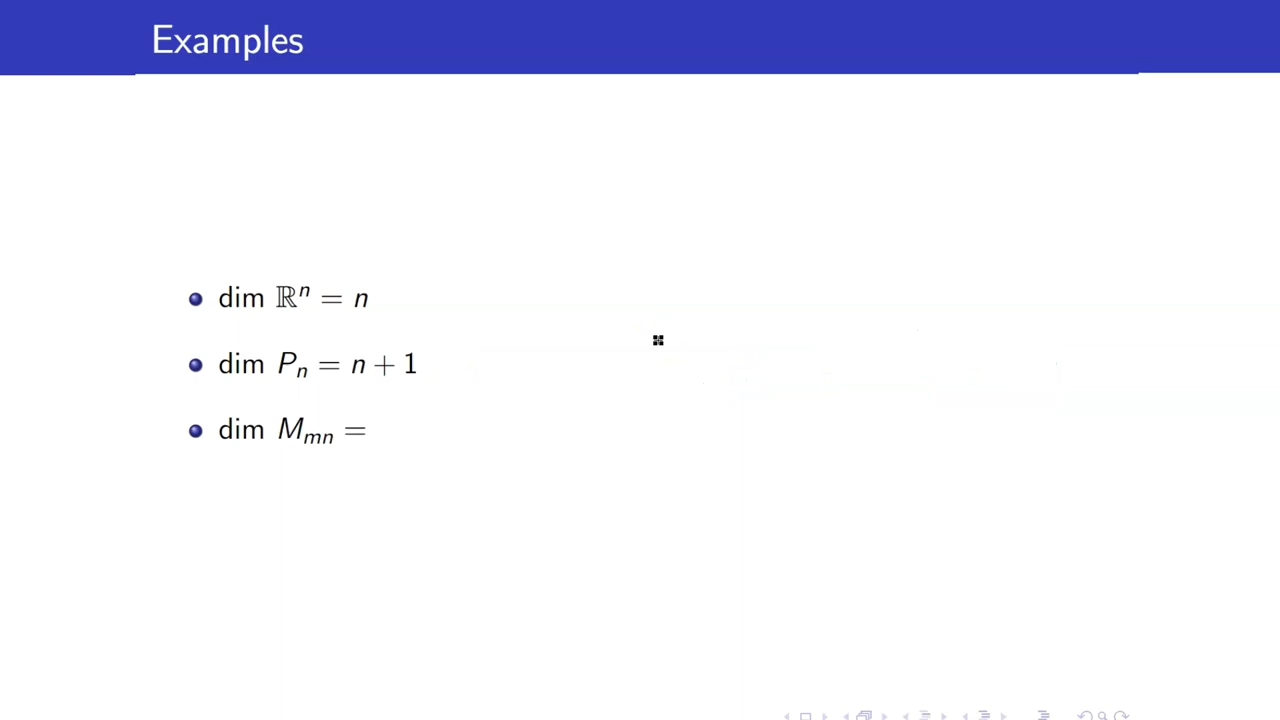 Examples
dim ℝⁿ = n
dim Pₙ = n + 1
dim Mₘₙ =